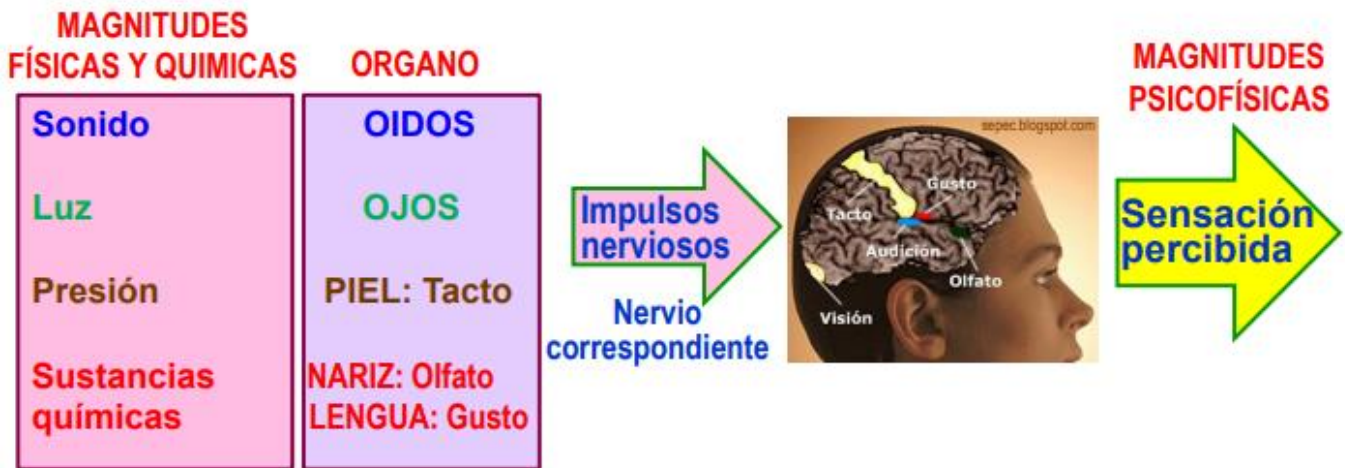 MAGNITUDES
FÍSICAS Y QUIMICAS
ORGANO
Sonido
OIDOS
Luz
OJOS
Presión
PIEL: Tacto
Sustancias
químicas
NARIZ: Olfato
LENGUA: Gusto
Impulsos
nerviosos
Nervio
correspondiente
sepec.blogspot.com
Gusto
Tacto
Audición
Olfato
Visión
MAGNITUDES
PSICOFÍSICAS
Sensación
percibida